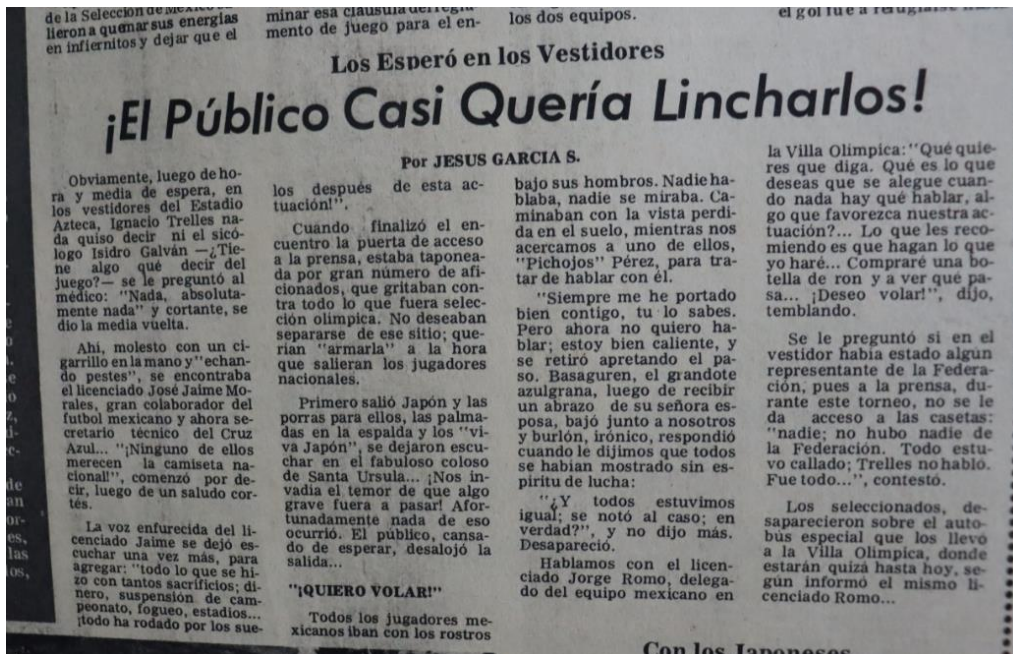 de la Selección de México sa-
lieron a quemar sus energías
en infiernitos y dejar que el
minar esa cláusula del regla-
mento de juego para el en-
los dos equipos.
el gol fue a refugiarse
Los Esperó en los Vestidores
¡El Público Casi Quería Lincharlos!
Por JESUS GARCIA S.
Obviamente, luego de ho-
ra y media de espera, en
los vestidores del Estadio
Azteca, Ignacio Trelles na-
da quiso decir ni el sicó-
logo Isidro Galván —¿Tie-
ne algo qué decir del
juego?— se le preguntó al
médico: "Nada, absoluta-
mente nada" y cortante, se
dio la media vuelta.
Ahi, molesto con un ci-
garrillo en la mano y "echan-
do pestes", se encontraba
el licenciado José Jaime Mo-
rales, gran colaborador del
futbol mexicano y ahora se-
cretario técnico del Cruz
Azul... "¡Ninguno de ellos
merecen la camiseta na-
cional!", comenzó por de-
cir, luego de un saludo cor-
tés.
La voz enfurecida del li-
cenciado Jaime se dejó es-
cuchar una vez más, para
agregar: "todo lo que se hi-
zo con tantos sacrificios; di-
nero, suspensión de cam-
peonato, fogueo, estadios...
¡todo ha rodado por los sue-
los después de esta ac-
tuación!".
Cuando finalizó el en-
cuentro la puerta de acceso
a la prensa, estaba tapone-
ada por gran número de afi-
cionados, que gritaban con-
tra todo lo que fuera selec-
ción olimpica. No deseaban
separarse de ese sitio; que-
rian "armarla" a la hora
que salieran los jugadores
nacionales.
Primero salió Japón y las
porras para ellos, las palma-
das en la espalda y los "vi-
va Japón", se dejaron escu-
char en el fabuloso coloso
de Santa Ursula... ¡Nos in-
vadia el temor de que algo
grave fuera a pasar! Afor-
tunadamente nada de eso
ocurrió. El público, cansa-
do de esperar, desalojó la
salida...
"¡QUIERO VOLAR!"
Todos los jugadores me-
xicanos iban con los rostros
bajo sus hombros. Nadie ha-
blaba, nadie se miraba. Ca-
minaban con la vista perdi-
da en el suelo, mientras nos
acercamos a uno de ellos,
"Pichojos" Pérez, para tra-
tar de hablar con él.
"Siempre me he portado
bien contigo, tu lo sabes.
Pero ahora no quiero ha-
blar; estoy bien caliente, y
se retiró apretando el pa-
so. Basaguren, el grandote
azulgrana, luego de recibir
un abrazo de su señora es-
posa, bajó junto a nosotros
y burlón, irónico, respondió
cuando le dijimos que todos
se habian mostrado sin es-
piritu de lucha:
"¿Y todos estuvimos
igual; se notó al caso; en
verdad?", y no dijo más.
Desapareció.
Hablamos con el licen-
ciado Jorge Romo, delega-
do del equipo mexicano en
la Villa Olimpica: "Qué quie-
res que diga. Qué es lo que
deseas que se alegue cuan-
do nada hay qué hablar, al-
go que favorezca nuestra ac-
tuación?... Lo que les reco-
miendo es que hagan lo que
yo haré... Compraré una bo-
tella de ron y a ver qué pa-
sa... ¡Deseo volar!", dijo,
temblando.
Se le preguntó si en el
vestidor habia estado algún
representante de la Federa-
ción, pues a la prensa, du-
rante este torneo, no se le
da acceso a las casetas:
"nadie; no hubo nadie de
la Federación. Todo estu-
vo callado; Trelles no habló.
Fue todo...", contestó.
Los seleccionados, de-
saparecieron sobre el auto-
bús especial que los llevó
a la Villa Olimpica, donde
estarán quizá hasta hoy, se-
gún informó el mismo li-
cenciado Romo...
Con los Japoneses